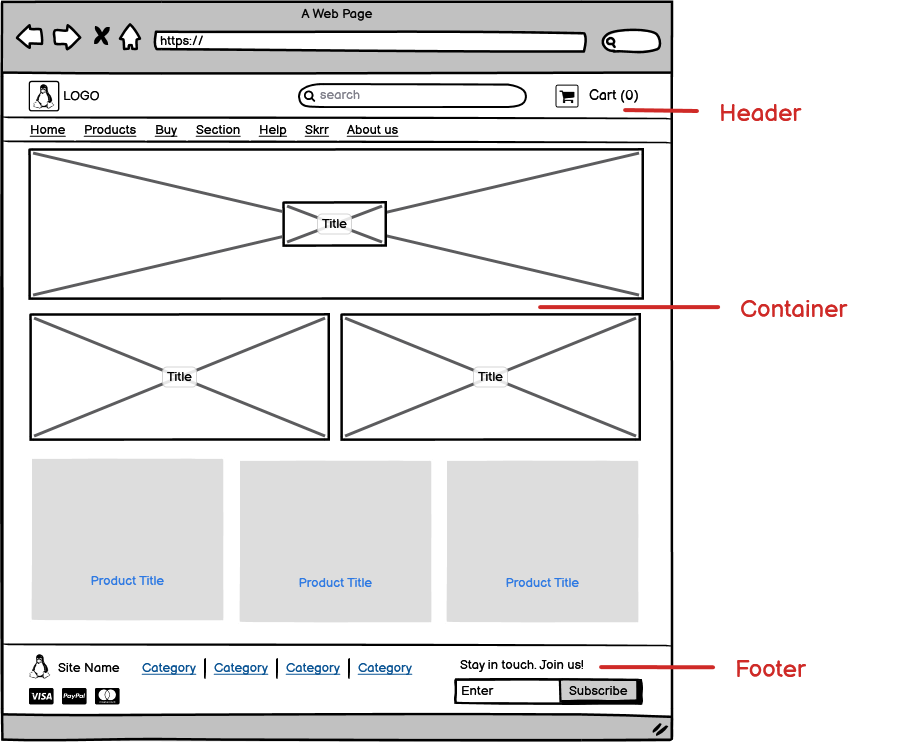 A Web Page
https://
LOGO
search
Cart (0)
Header
Home Products Buy Section Help Skrr About us
Title
Container
Title Title
Product Title Product Title Product Title
Site Name Category Category Category Category
Stay in touch. Join us!
Footer
VISA PayPal
Enter Subscribe